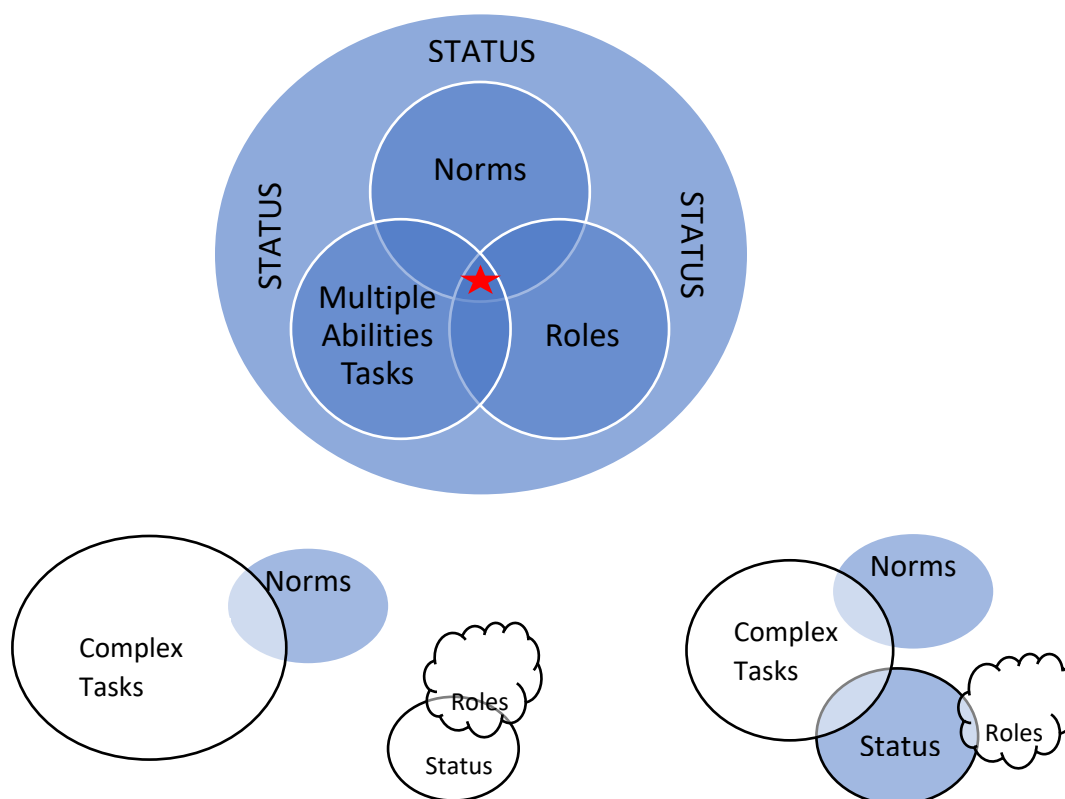 STATUS
Norms
STATUS
STATUS
Multiple
Abilities
Tasks
Roles
Norms
Complex
Tasks
Roles
Status
Norms
Complex
Tasks
Status
Roles